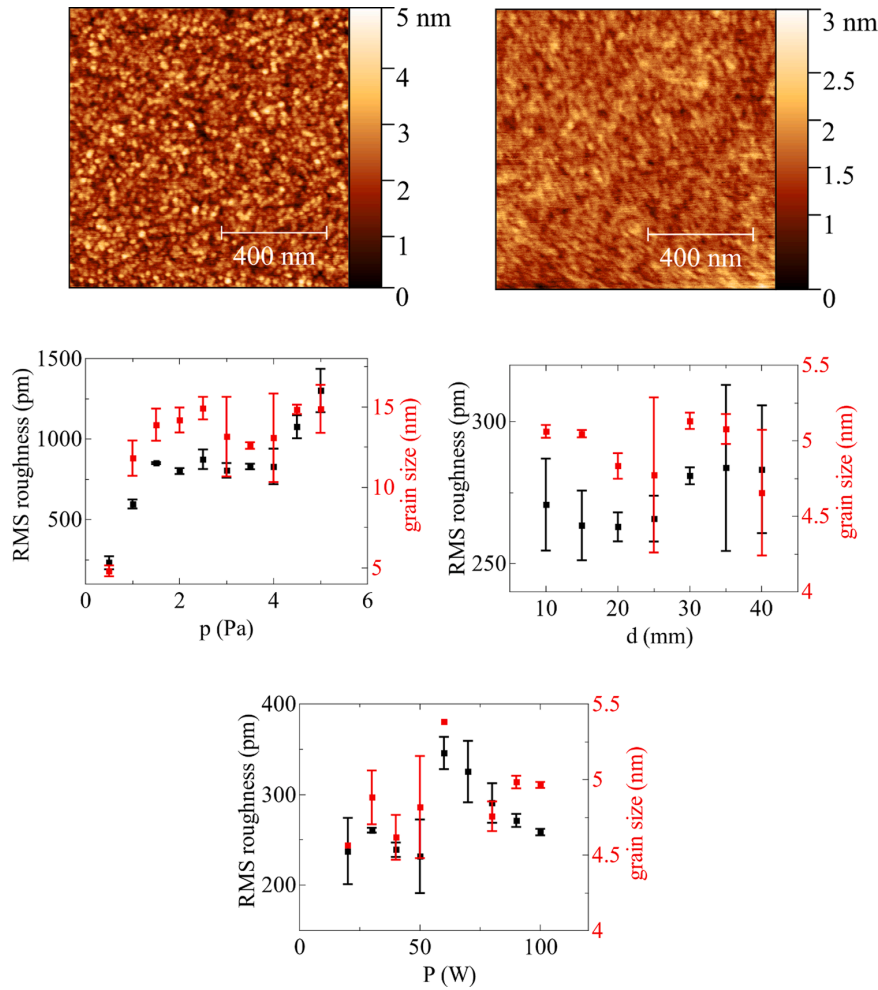 5 nm
4
3
2
1
0
400 nm
3 nm
2.5
2
1.5
1
0
400 nm
1500
1000
500
RMS roughness (pm)
15
10
5
grain size (nm)
0 2 4 6
p (Pa)
300
250
RMS roughness (pm)
5.5
5
4.5
4
grain size (nm)
10 20 30 40
d (mm)
400
300
200
RMS roughness (pm)
5.5
5
4.5
4
grain size (nm)
0 50 100
P (W)